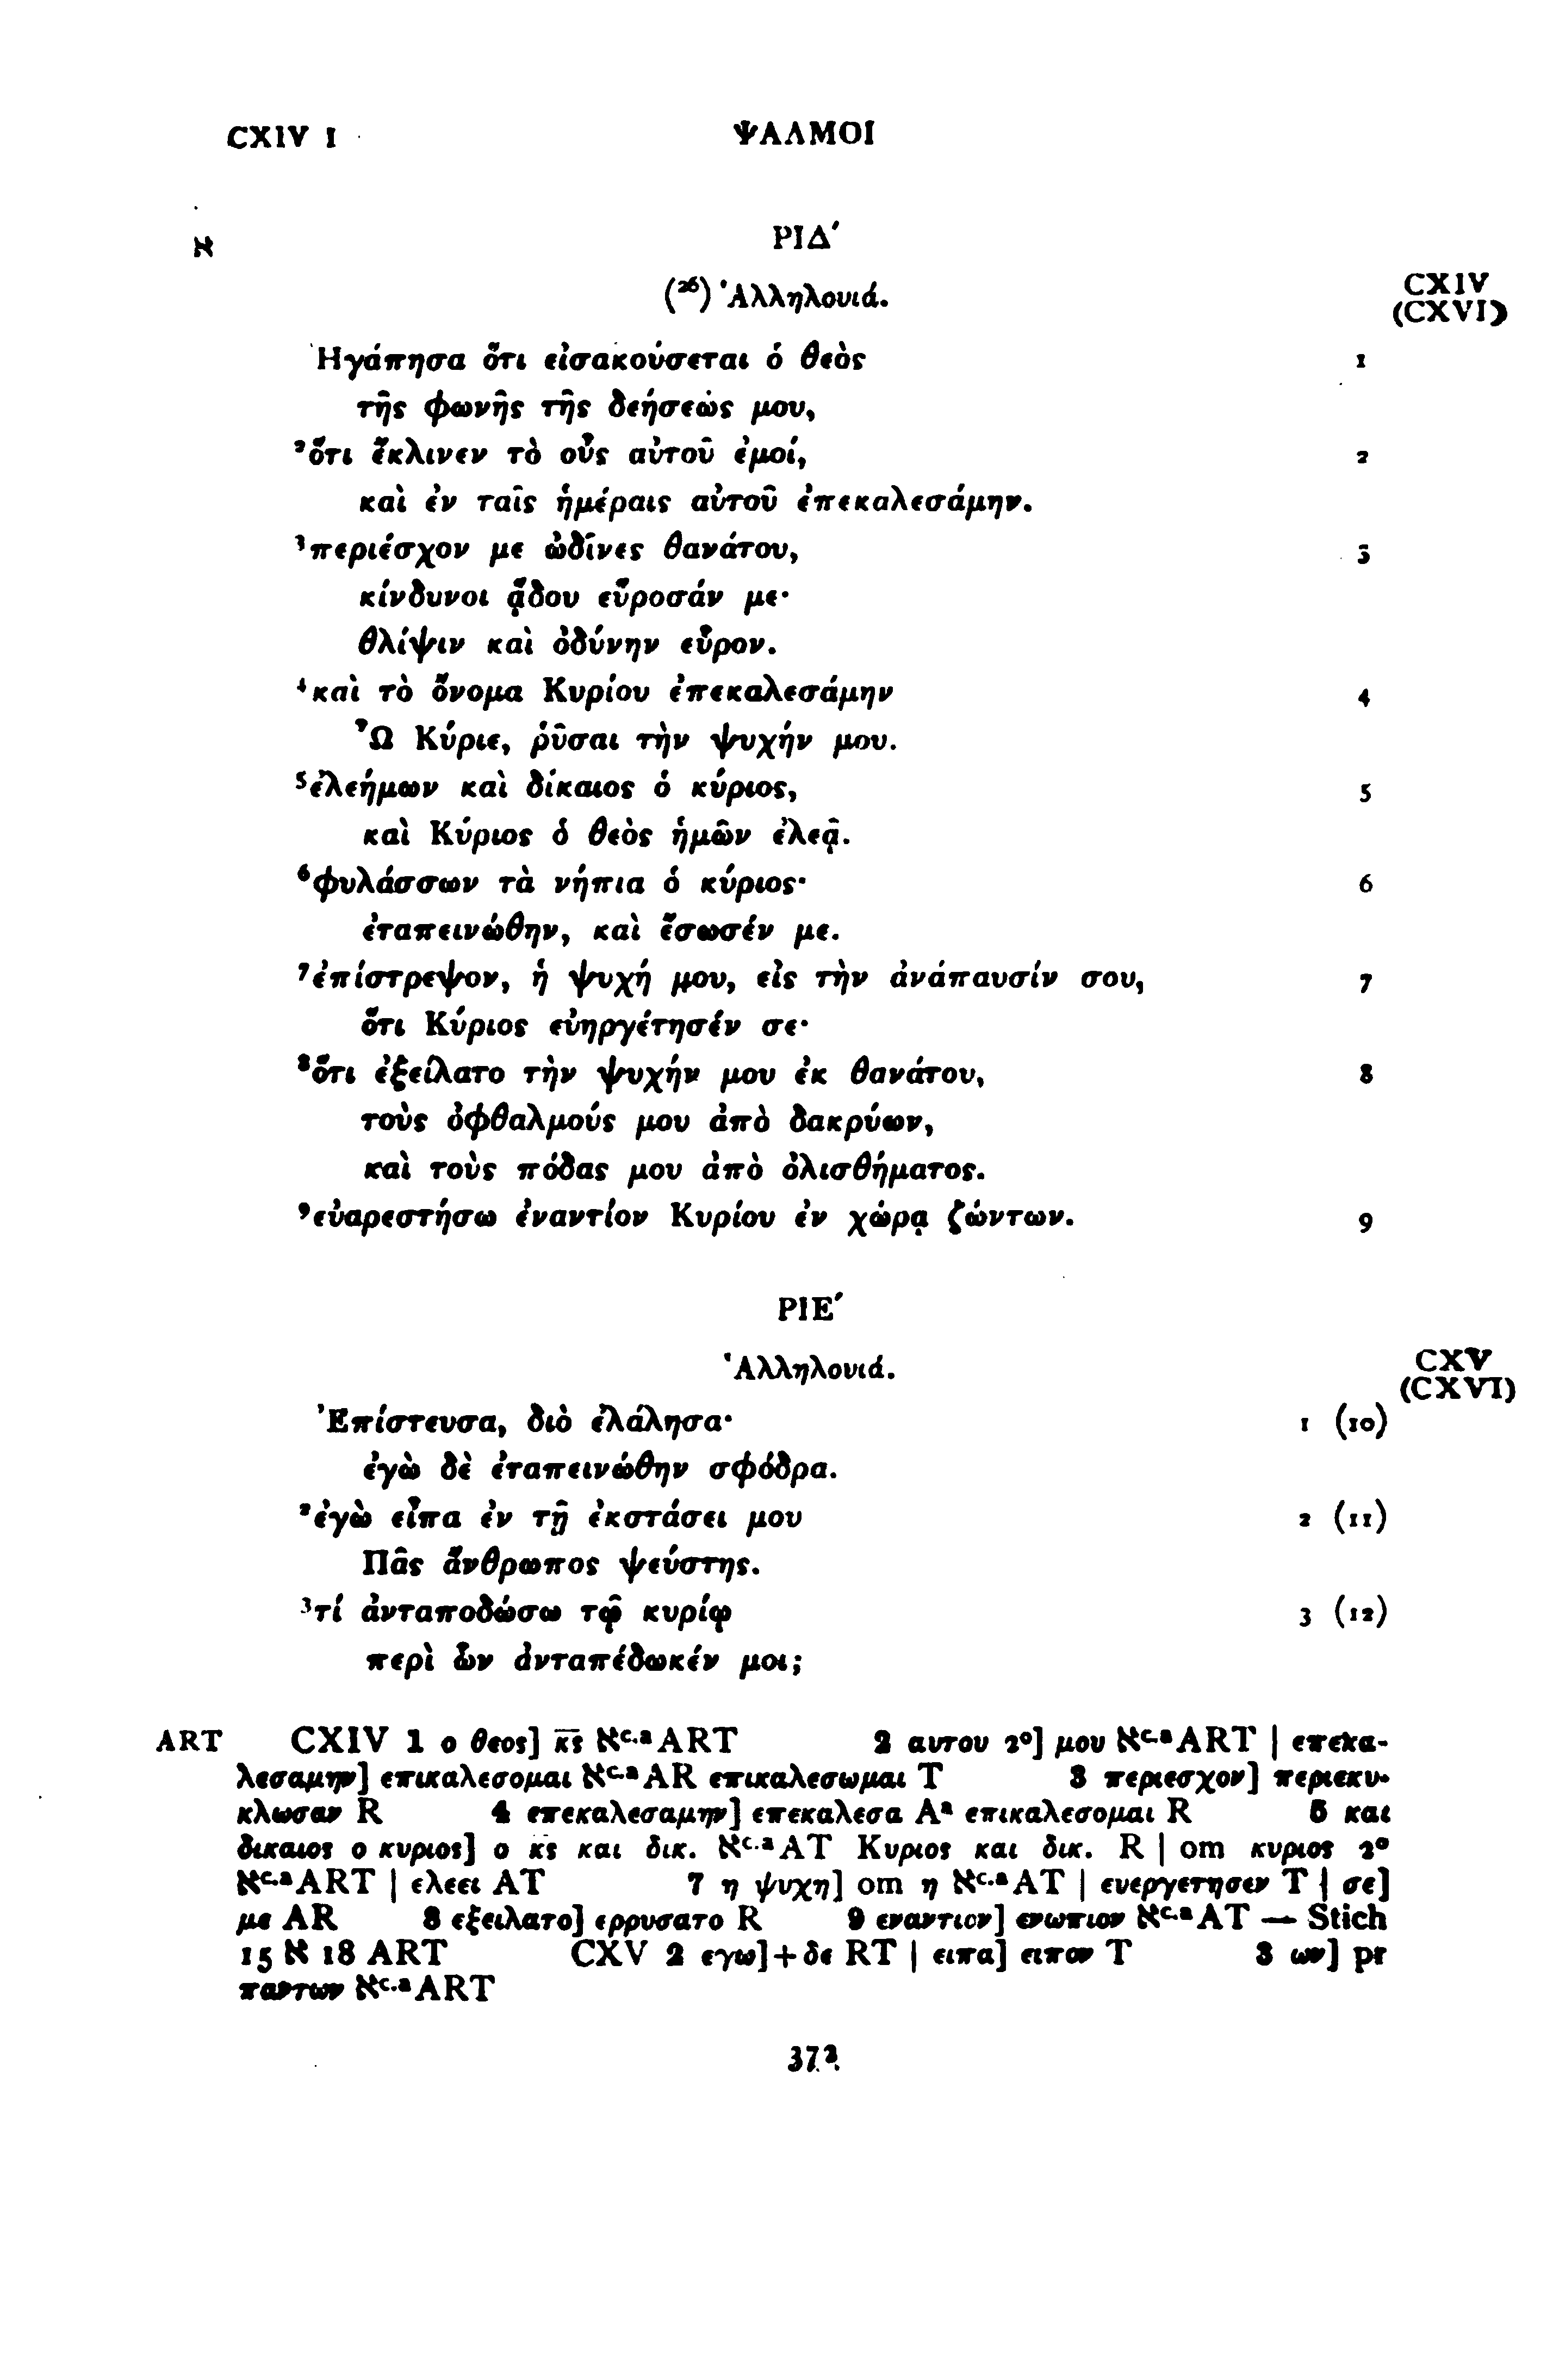 CXIV 1 ΨΑΛΜΟΙ
א ΡΙΔ′
(26) Ἁλληλουιά. CXIV (CXVI)
Ἠγάπησα ὅτι εἰσακούσεται ὁ θεὸς 1
τῆς φωνῆς τῆς δεήσεώς μου,
²ὅτι ἔκλινεν τὸ οὖς αὐτοῦ ἐμοί, 2
καὶ ἐν ταῖς ἡμέραις αὐτοῦ ἐπεκαλεσάμην.
³περιέσχον με ὠδῖνες θανάτου, 3
κίνδυνοι ᾅδου εὕροσάν με·
θλίψιν καὶ ὀδύνην εὗρον.
⁴καὶ τὸ ὄνομα Κυρίου ἐπεκαλεσάμην 4
Ὦ Κύριε, ῥῦσαι τὴν ψυχήν μου.
⁵ἐλεήμων καὶ δίκαιος ὁ κύριος, 5
καὶ Κύριος ὁ θεὸς ἡμῶν ἐλεᾷ.
⁶φυλάσσων τὰ νήπια ὁ κύριος· 6
ἐταπεινώθην, καὶ ἔσωσέν με.
⁷ἐπίστρεψον, ἡ ψυχή μου, εἰς τὴν ἀνάπαυσίν σου, 7
ὅτι Κύριος εὐηργέτησέν σε·
⁸ὅτι ἐξείλατο τὴν ψυχήν μου ἐκ θανάτου, 8
τοὺς ὀφθαλμούς μου ἀπὸ δακρύων,
καὶ τοὺς πόδας μου ἀπὸ ὀλισθήματος.
⁹εὐαρεστήσω ἐναντίον Κυρίου ἐν χώρᾳ ζώντων. 9
ΡΙΕ′
Ἁλληλουιά. CXV (CXVI)
Ἐπίστευσα, διὸ ἐλάλησα· 1 (10)
ἐγὼ δὲ ἐταπεινώθην σφόδρα.
²ἐγὼ εἶπα ἐν τῇ ἐκστάσει μου 2 (11)
Πᾶς ἄνθρωπος ψεύστης.
³τί ἀνταποδώσω τῷ κυρίῳ 3 (12)
περὶ ὧν ἀνταπέδωκέν μοι;
ART CXIV 1 ο θεος] κ̅ς̅ א^c.a ART 2 αυτου 2°] μου א^c.a ART | επεκα-
λεσαμην] επικαλεσομαι א^c.a AR επικαλεσωμαι T 3 περιεσχον] περιεκυ-
κλωσαν R 4 επεκαλεσαμην] επεκαλεσα A^a επικαλεσομαι R 5 και
δικαιος ο κυριος] ο κ̅ς̅ και δικ. א^c.a AT Κυριος και δικ. R | om κυριος 2°
א^c.a ART | ελεει AT 7 η ψυχη] om η א^c.a AT | ευεργετησεν T | σε]
με AR 8 εξειλατο] ερρυσατο R 9 εναντιον] ενωπιον א^c.a AT — Stich
15 א 18 ART CXV 2 εγω]+δε RT | ειπα] ειπον T 3 ων] pr
παντων א^c.a ART
372